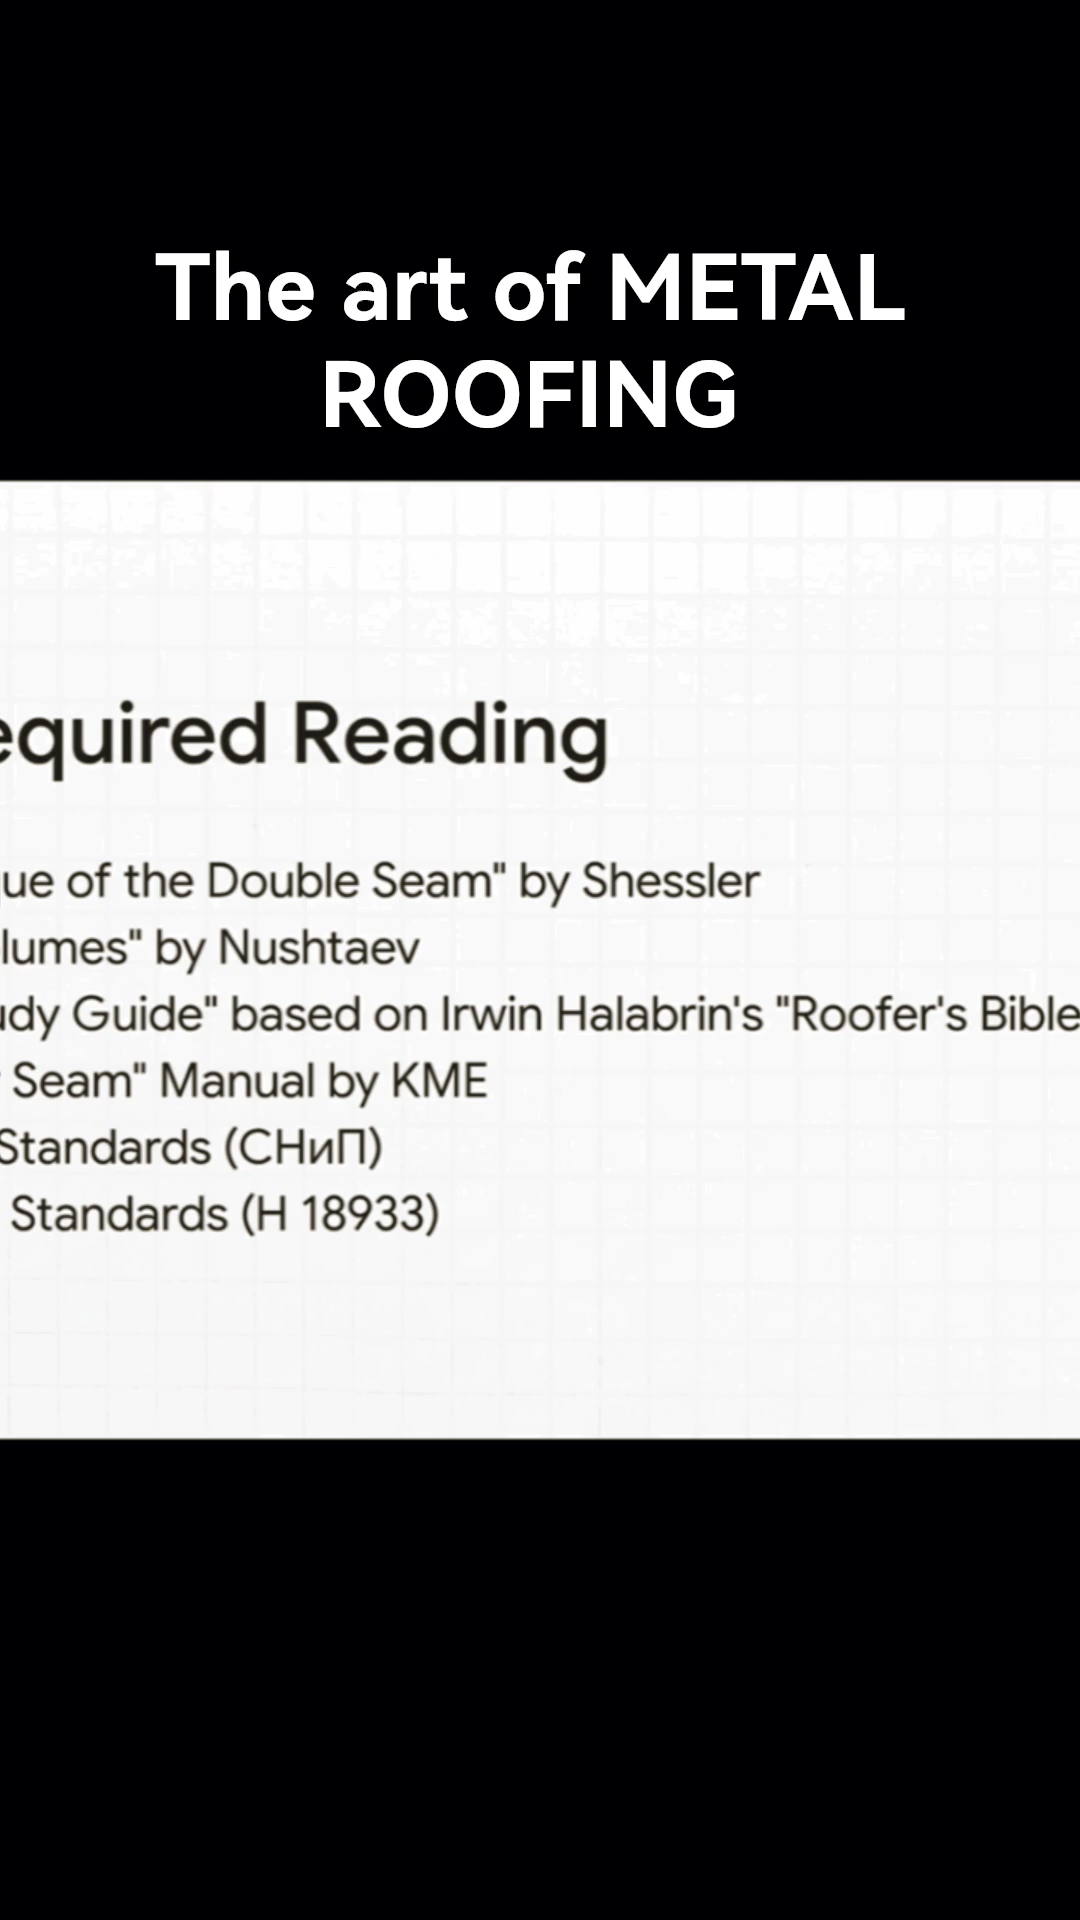 The art of METAL
ROOFING
equired Reading
ue of the Double Seam" by Shessler
lumes" by Nushtaev
udy Guide" based on Irwin Halabrin's "Roofer's Bible
Seam" Manual by KME
Standards (СНиП)
Standards (H 18933)